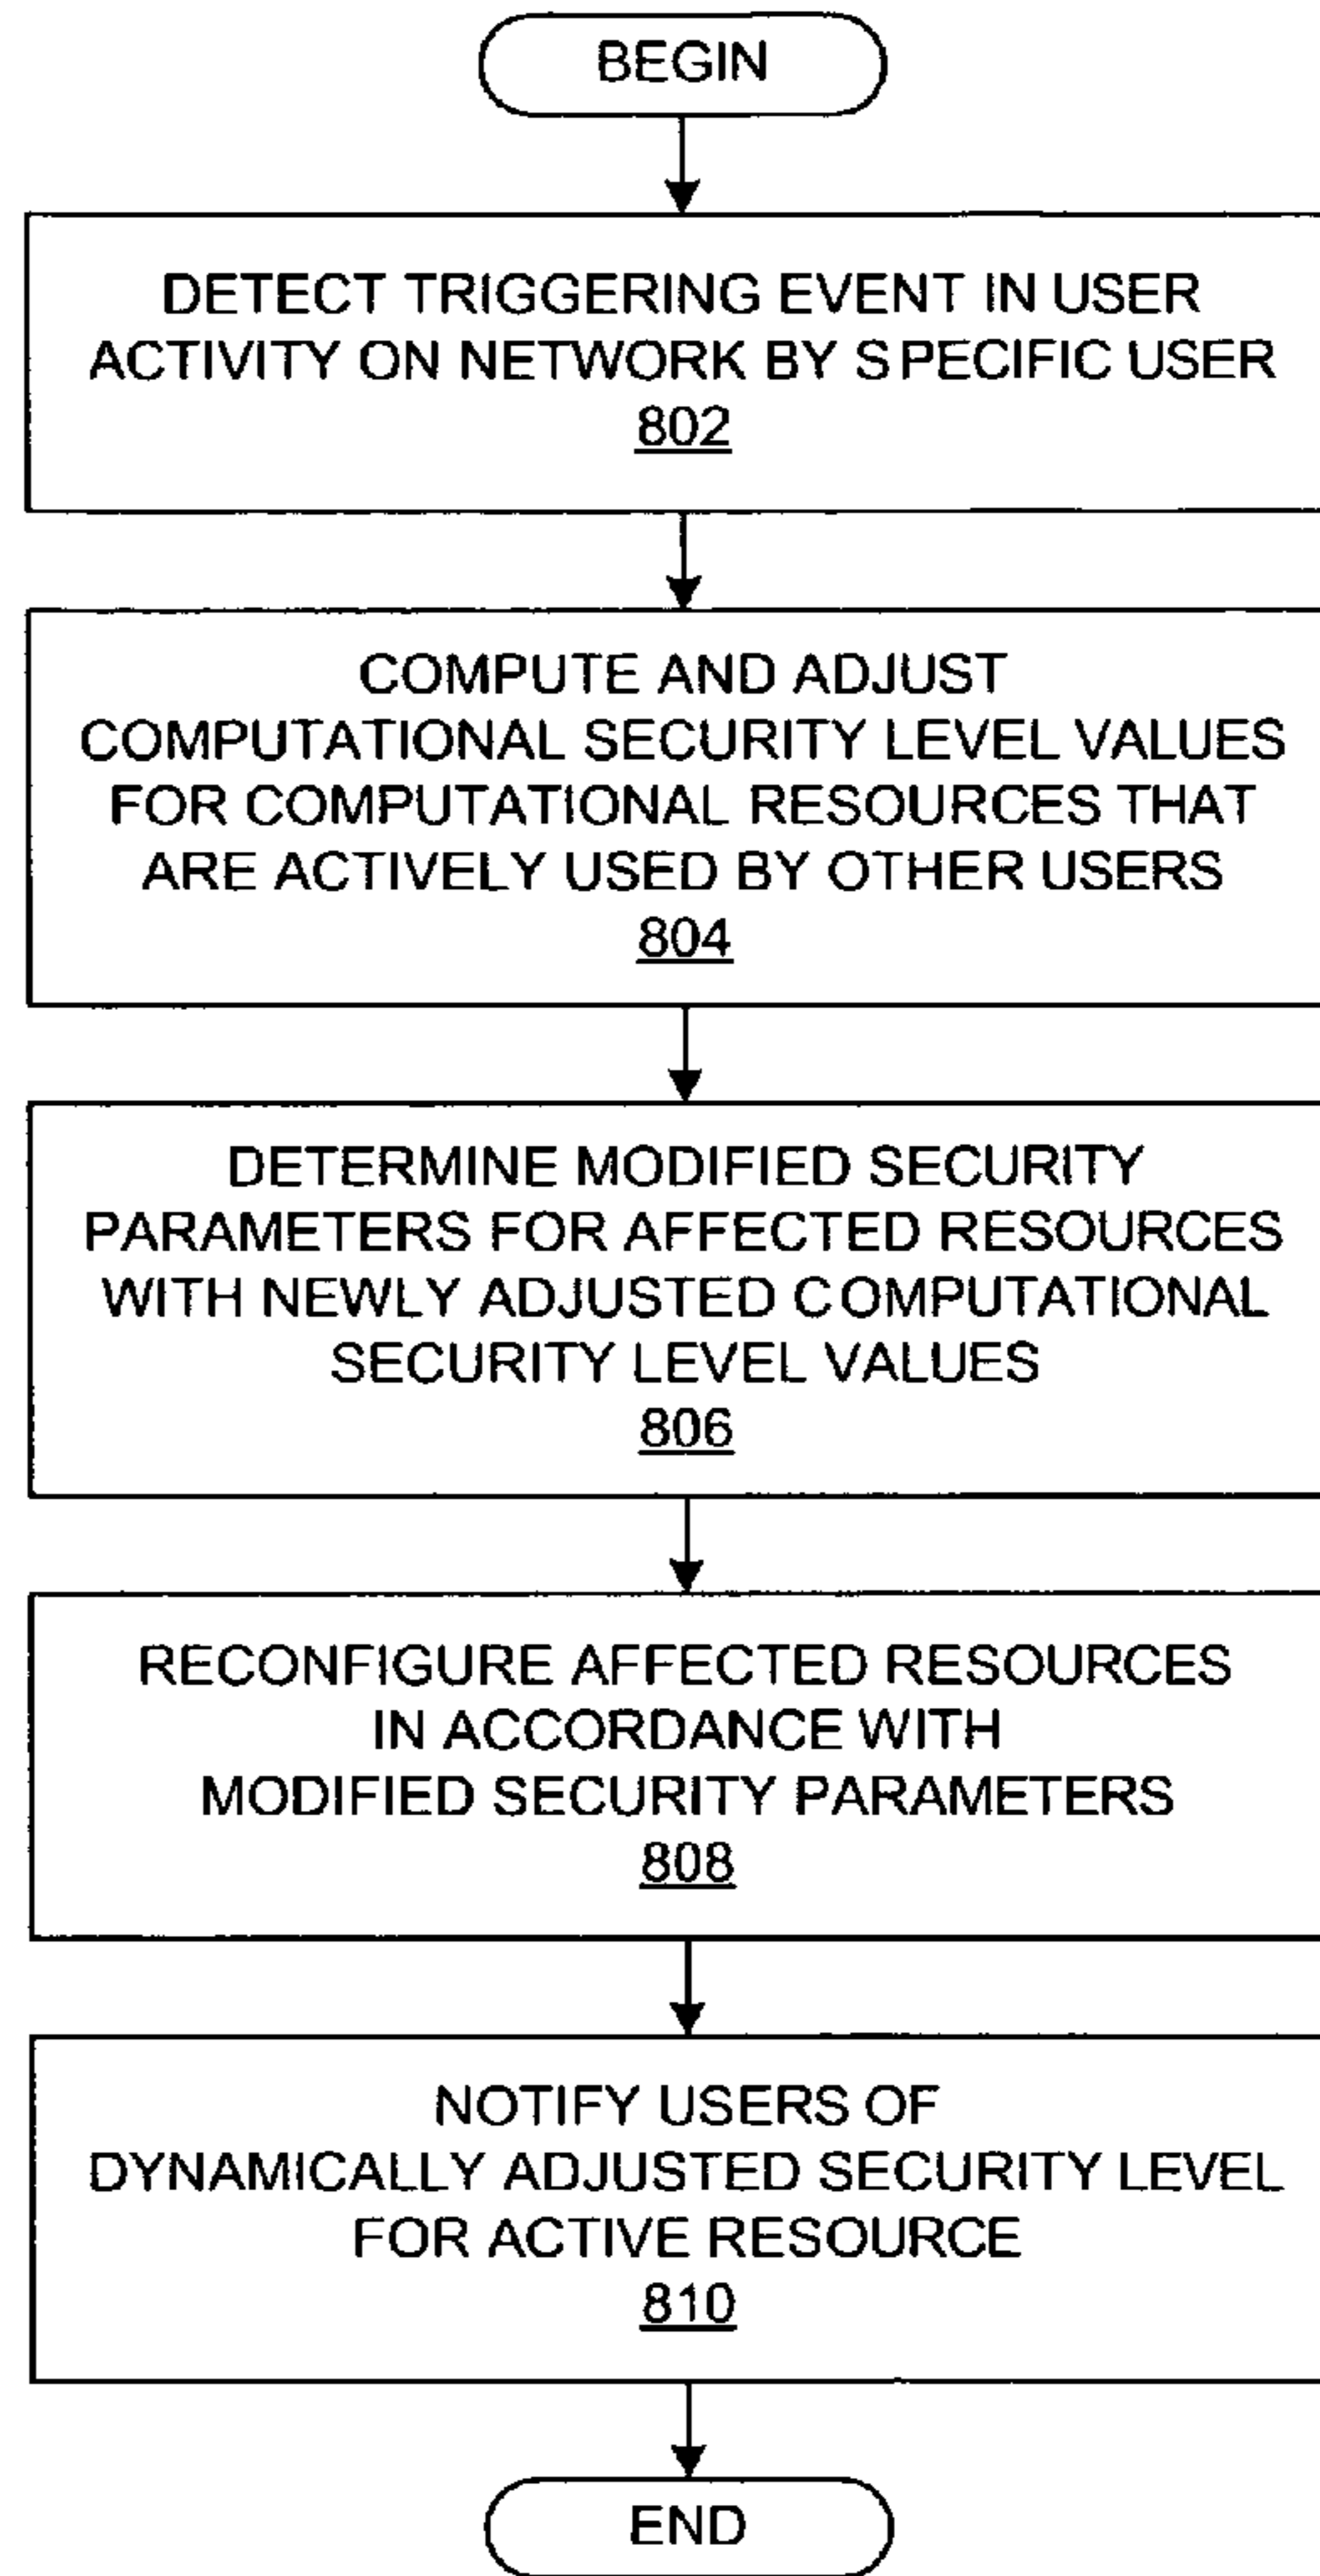 BEGIN
DETECT TRIGGERING EVENT IN USER
ACTIVITY ON NETWORK BY SPECIFIC USER
802
COMPUTE AND ADJUST
COMPUTATIONAL SECURITY LEVEL VALUES
FOR COMPUTATIONAL RESOURCES THAT
ARE ACTIVELY USED BY OTHER USERS
804
DETERMINE MODIFIED SECURITY
PARAMETERS FOR AFFECTED RESOURCES
WITH NEWLY ADJUSTED COMPUTATIONAL
SECURITY LEVEL VALUES
806
RECONFIGURE AFFECTED RESOURCES
IN ACCORDANCE WITH
MODIFIED SECURITY PARAMETERS
808
NOTIFY USERS OF
DYNAMICALLY ADJUSTED SECURITY LEVEL
FOR ACTIVE RESOURCE
810
END